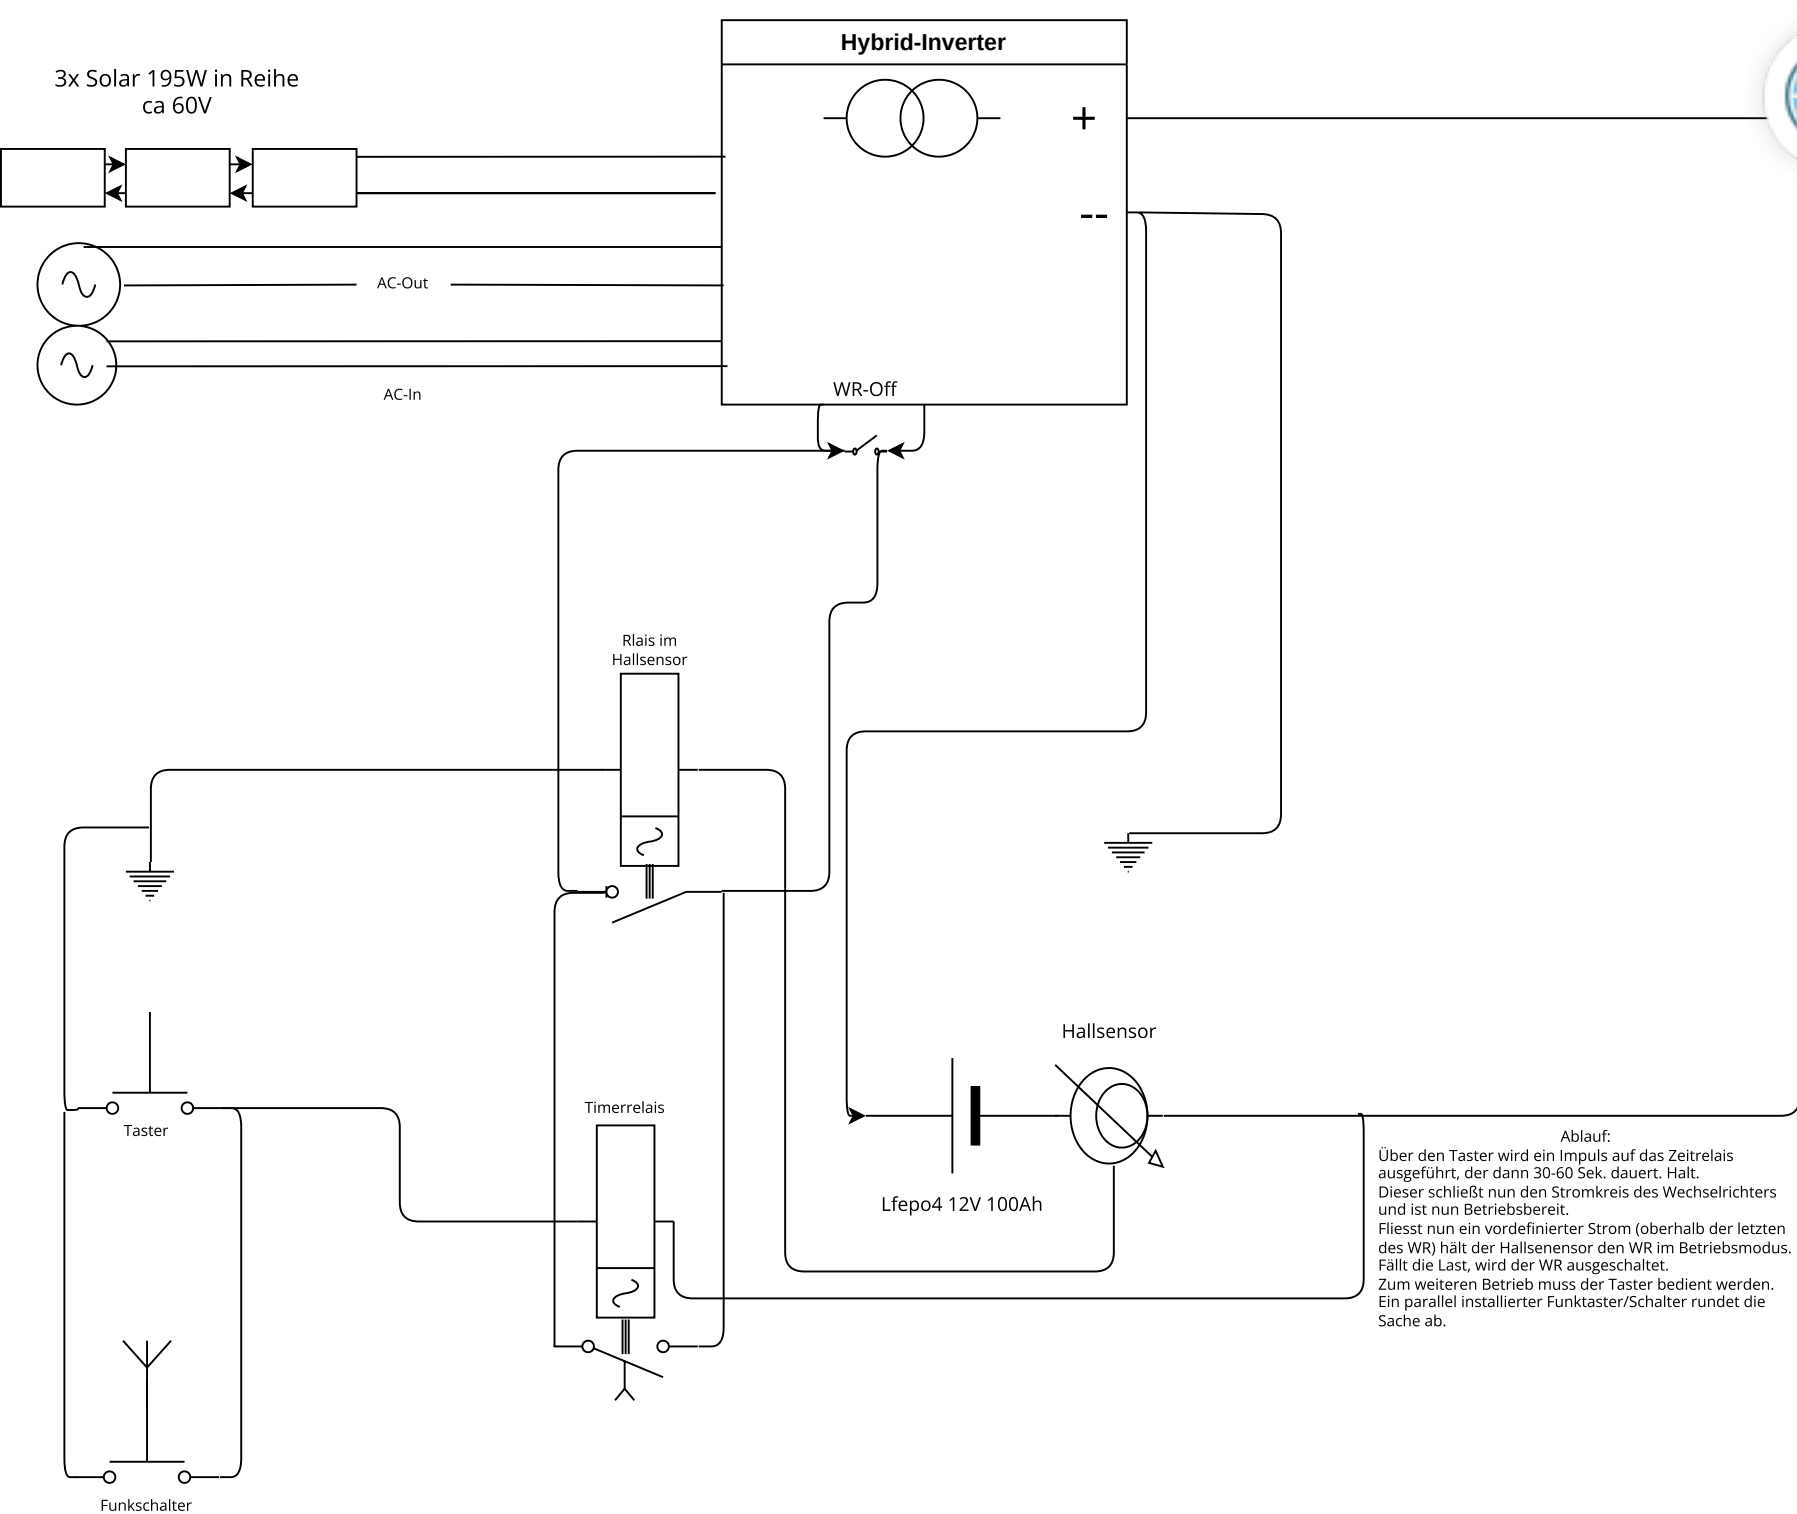 Hybrid-Inverter
3x Solar 195W in Reihe
ca 60V
+
--
AC-Out
AC-In
WR-Off
Rlais im
Hallsensor
Hallsensor
Timerrelais
Taster
Lfepo4 12V 100Ah
Ablauf:
Über den Taster wird ein Impuls auf das Zeitrelais
ausgeführt, der dann 30-60 Sek. dauert. Halt.
Dieser schließt nun den Stromkreis des Wechselrichters
und ist nun Betriebsbereit.
Fliesst nun ein vordefinierter Strom (oberhalb der letzten
des WR) hält der Hallsenensor den WR im Betriebsmodus.
Fällt die Last, wird der WR ausgeschaltet.
Zum weiteren Betrieb muss der Taster bedient werden.
Ein parallel installierter Funktaster/Schalter rundet die
Sache ab.
Funkschalter